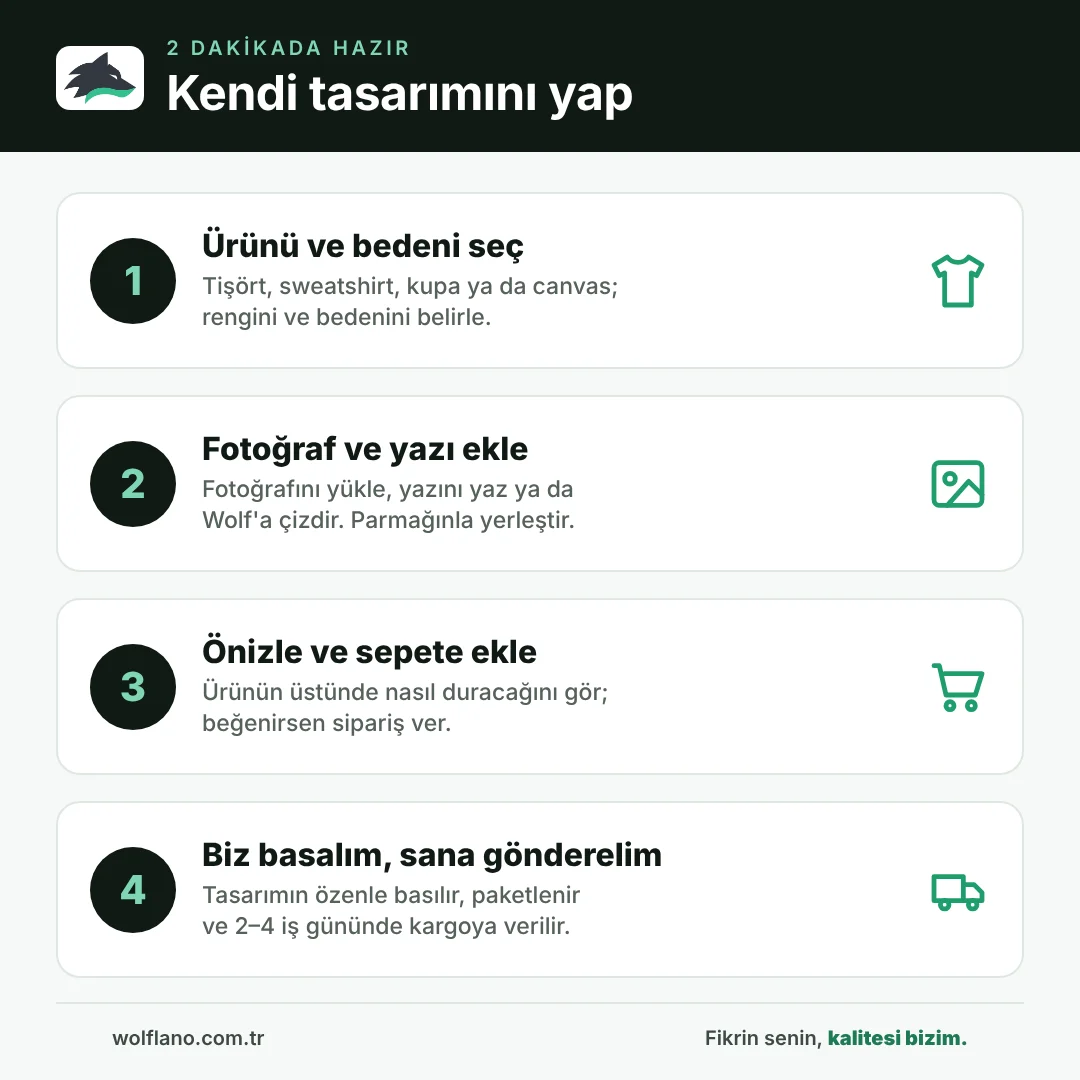 2 DAKİKADA HAZIR
Kendi tasarımını yap
1
Ürünü ve bedeni seç
Tişört, sweatshirt, kupa ya da canvas;
rengini ve bedenini belirle.
2
Fotoğraf ve yazı ekle
Fotoğrafını yükle, yazını yaz ya da
Wolf'a çizdir. Parmağınla yerleştir.
3
Önizle ve sepete ekle
Ürünün üstünde nasıl duracağını gör;
beğenirsen sipariş ver.
4
Biz basalım, sana gönderelim
Tasarımın özenle basılır, paketlenir
ve 2–4 iş gününde kargoya verilir.
wolflano.com.tr
Fikrin senin, kalitesi bizim.